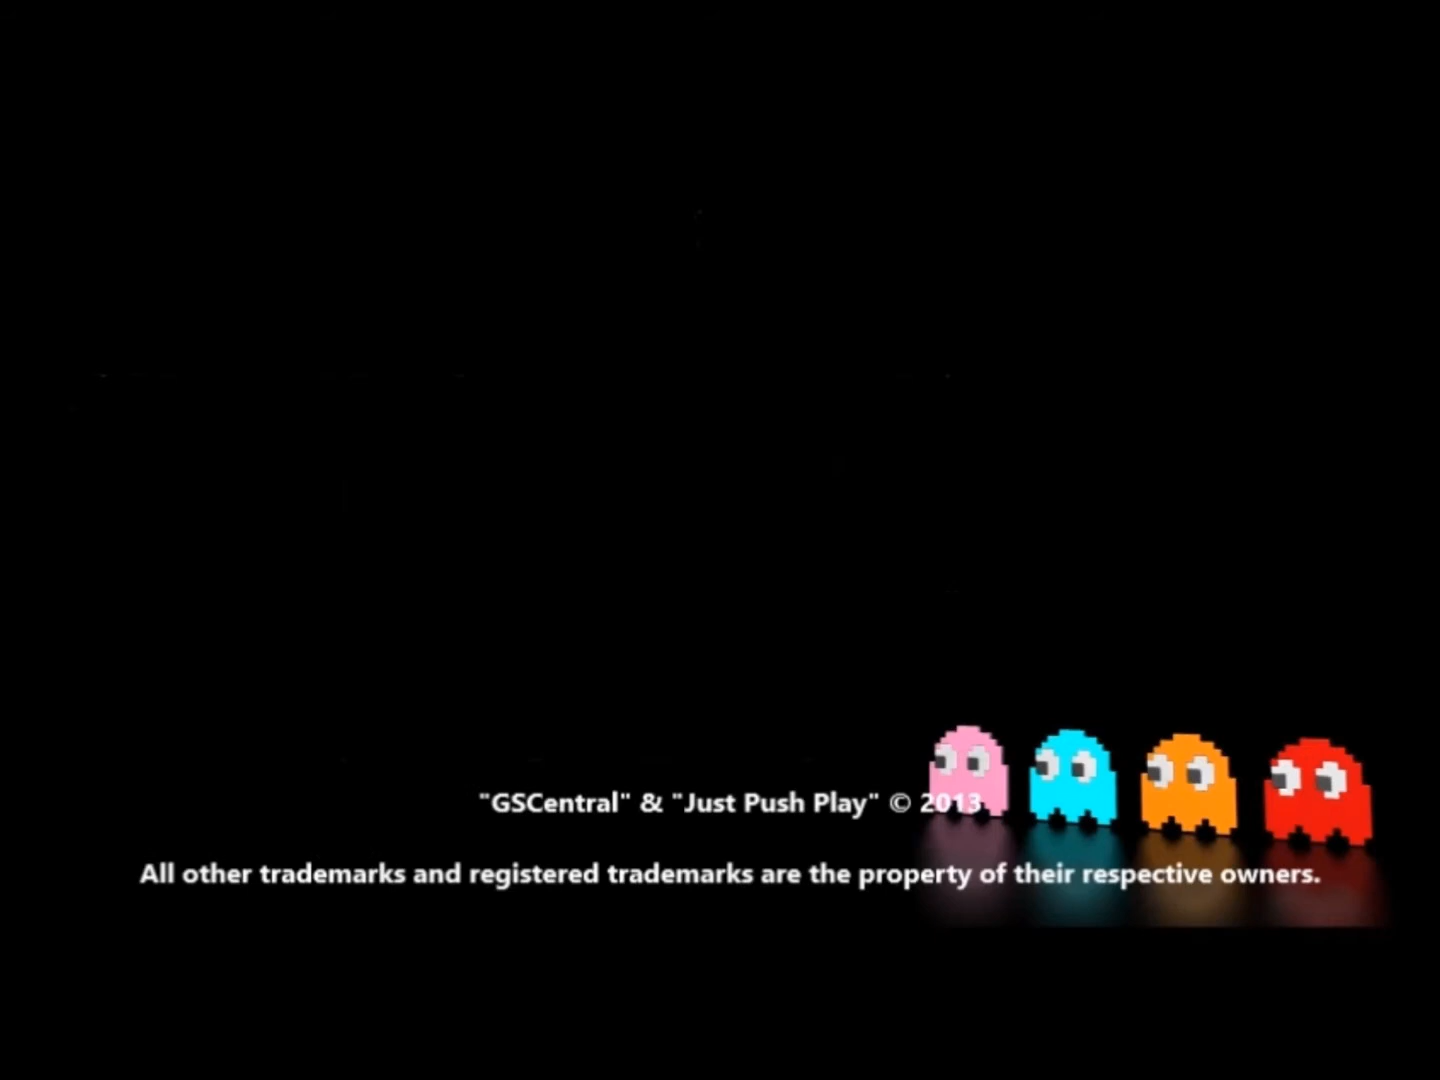 "GSCentral" & "Just Push Play" © 2013
All other trademarks and registered trademarks are the property of their respective owners.